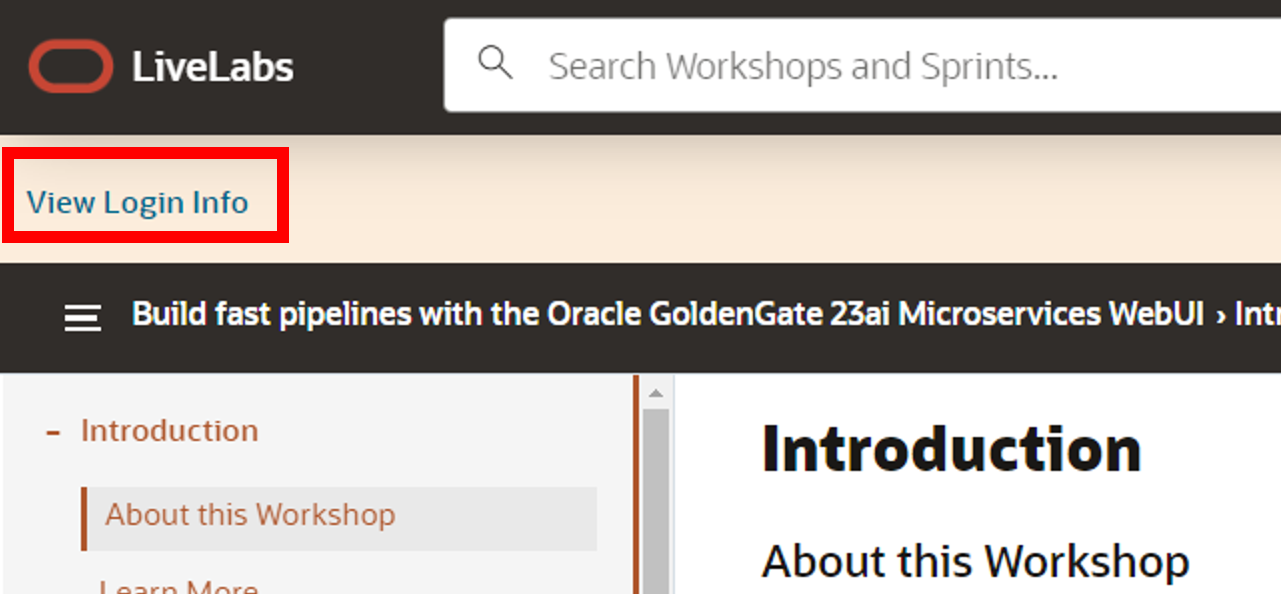 LiveLabs
Search Workshops and Sprints...
View Login Info
Build fast pipelines with the Oracle GoldenGate 23ai Microservices WebUI ›
- Introduction
About this Workshop
Learn More
Introduction
About this Workshop